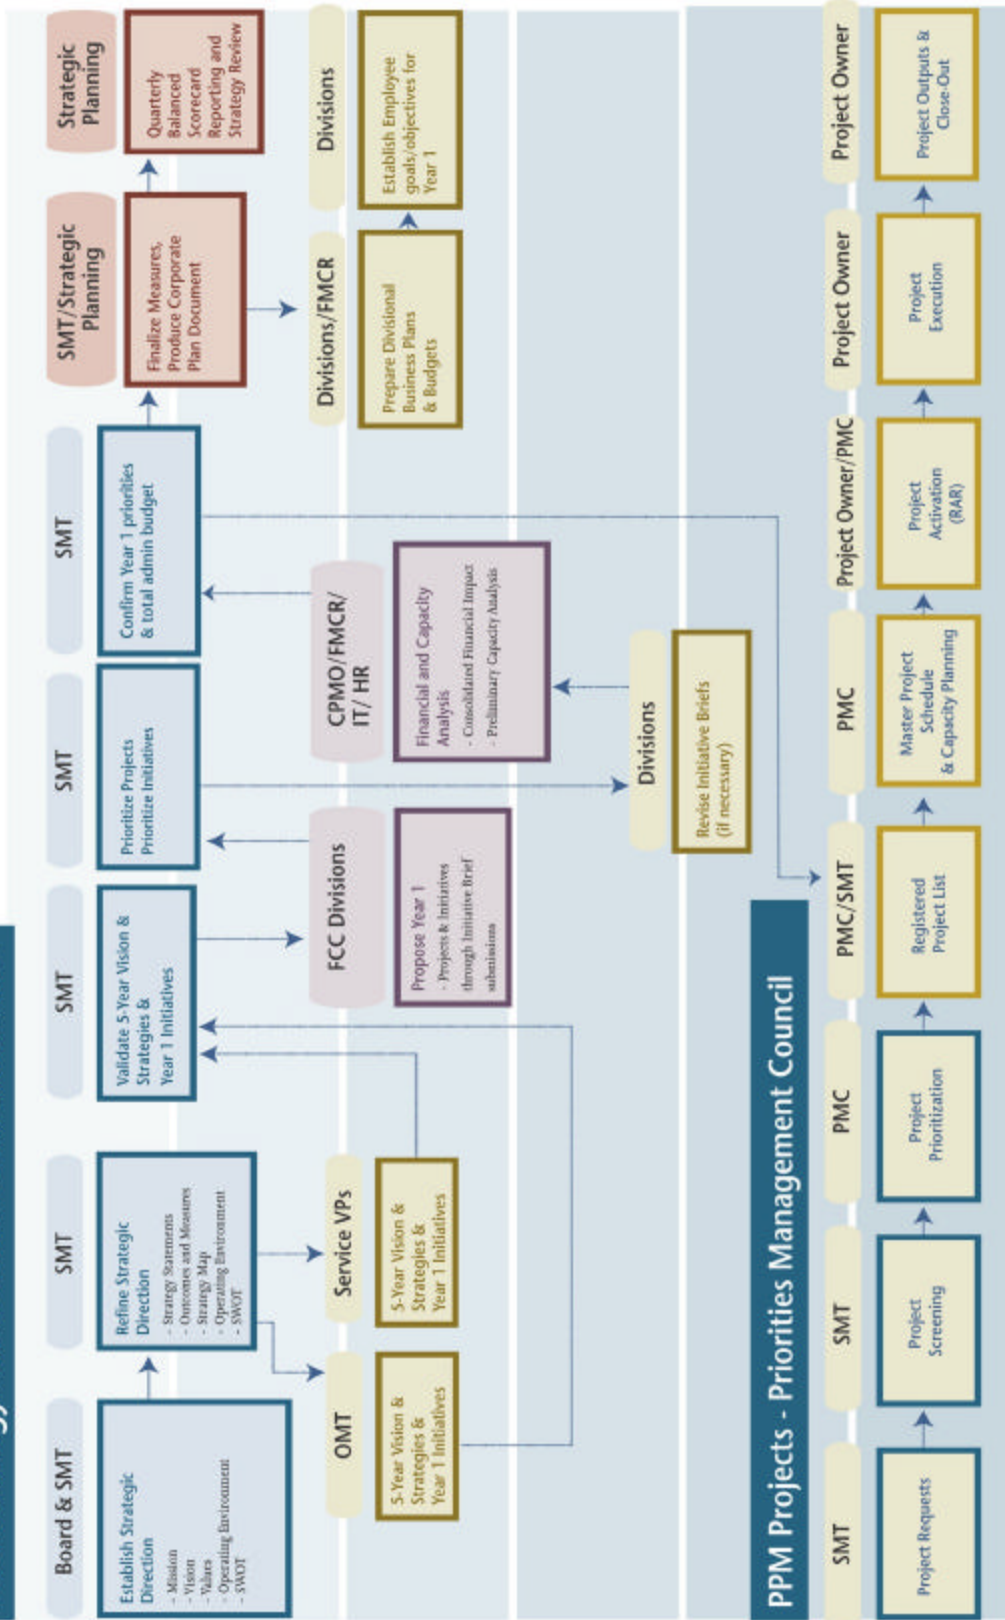 Board & SMT
Establish Strategic
Direction
- Mission
- Vision
- Values
- Operating Environment
- SWOT
SMT
Refine Strategic
Direction
- Strategy Statements
- Outcomes and Measures
- Strategy Map
- Operating Environment
- SWOT
SMT
Validate 5-Year Vision &
Strategies &
Year 1 Initiatives
SMT
Prioritize Projects
Prioritize Initiatives
SMT
Confirm Year 1 priorities
& total admin budget
SMT/Strategic
Planning
Finalize Measures,
Produce Corporate
Plan Document
Strategic
Planning
Quarterly
Balanced
Scorecard
Reporting and
Strategy Review
OMT
5-Year Vision &
Strategies &
Year 1 Initiatives
Service VPs
5-Year Vision &
Strategies &
Year 1 Initiatives
FCC Divisions
Propose Year 1
- Projects & Initiatives
through Initiative Brief
submissions
CPMO/FMCR/
IT/ HR
Financial and Capacity
Analysis
- Consolidated Financial Impact
- Preliminary Capacity Analysis
Divisions/FMCR
Prepare Divisional
Business Plans
& Budgets
Divisions
Establish Employee
goals/objectives for
Year 1
Divisions
Revise Initiative Briefs
(if necessary)
PPM Projects - Priorities Management Council
SMT
Project Requests
SMT
Project
Screening
PMC
Project
Prioritization
PMC/SMT
Registered
Project List
PMC
Master Project
Schedule
& Capacity Planning
Project Owner/PMC
Project
Activation
(RAR)
Project Owner
Project
Execution
Project Owner
Project Outputs &
Close-Out